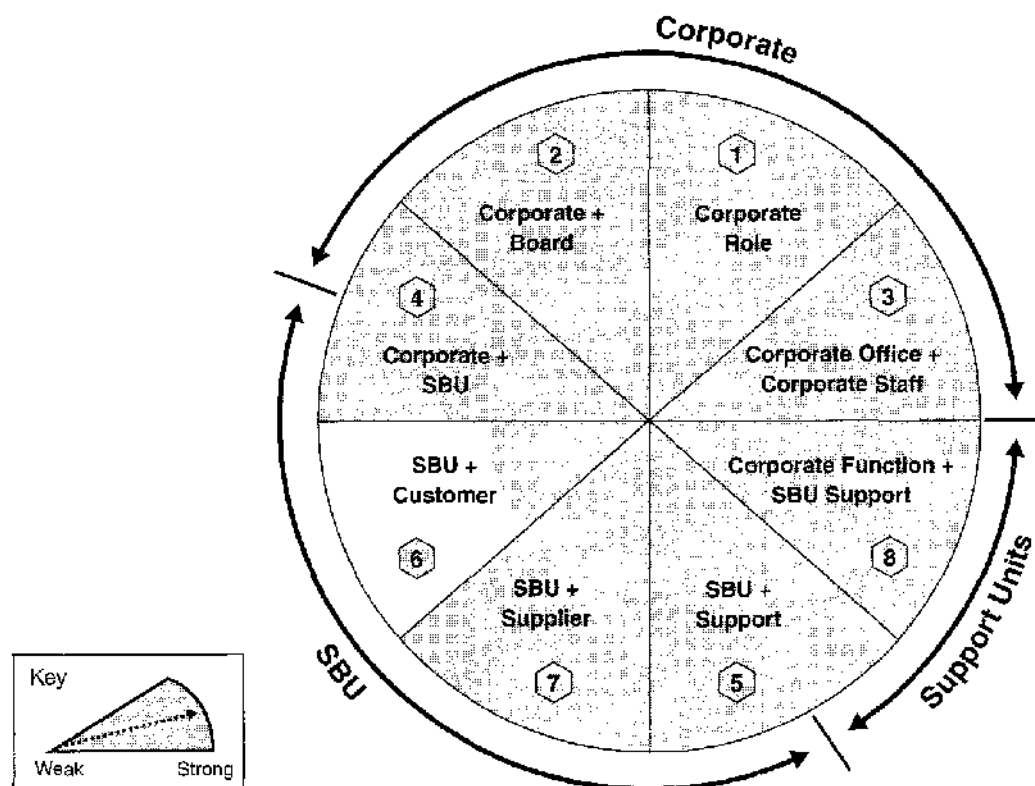 Corporate
2
1
Corporate +
Board
Corporate
Role
4
3
Corporate +
SBU
Corporate Office +
Corporate Staff
SBU +
Customer
Corporate Function +
SBU Support
6
8
SBU +
Supplier
SBU +
Support
7
5
SBU
Support Units
Key
Weak
Strong